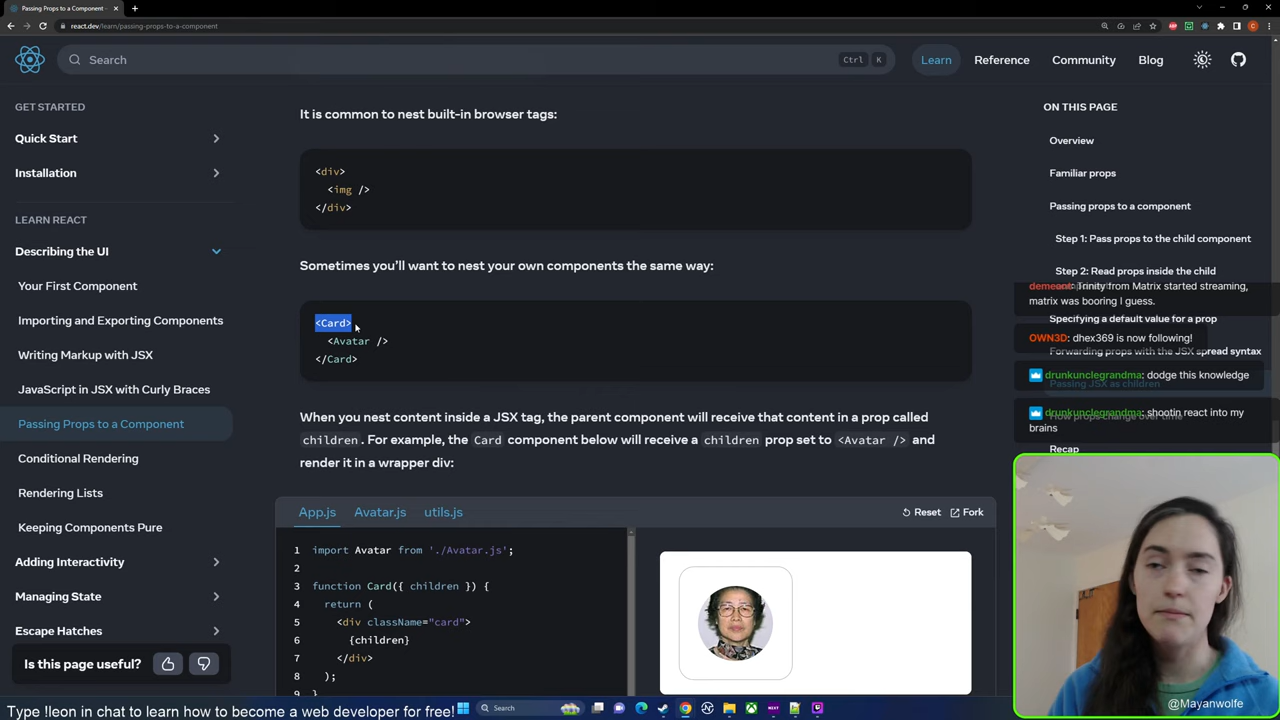 Passing Props to a Component –
react.dev/learn/passing-props-to-a-component
Search
Ctrl K
Learn
Reference
Community
Blog
GET STARTED
Quick Start
Installation
LEARN REACT
Describing the UI
Your First Component
Importing and Exporting Components
Writing Markup with JSX
JavaScript in JSX with Curly Braces
Passing Props to a Component
Conditional Rendering
Rendering Lists
Keeping Components Pure
Adding Interactivity
Managing State
Escape Hatches
Is this page useful?
It is common to nest built-in browser tags:
<div>
<img />
</div>
Sometimes you'll want to nest your own components the same way:
<Card>
<Avatar />
</Card>
When you nest content inside a JSX tag, the parent component will receive that content in a prop called
children. For example, the Card component below will receive a children prop set to <Avatar /> and
render it in a wrapper div:
App.js Avatar.js utils.js
Reset Fork
1 import Avatar from './Avatar.js';
2
3 function Card({ children }) {
4 return (
5 <div className="card">
6 {children}
7 </div>
8 );
9 }
ON THIS PAGE
Overview
Familiar props
Passing props to a component
Step 1: Pass props to the child component
Step 2: Read props inside the child
Specifying a default value for a prop
Forwarding props with the JSX spread syntax
Passing JSX as children
How props change over time
Recap
: Trinity from Matrix started streaming,
matrix was booring I guess.
OWN3D: dhex369 is now following!
drunkunclegrandma: dodge this knowledge
drunkunclegrandma: shootin react into my
brains
@Mayanwolfe
Type !leon in chat to learn how to become a web developer for free!
Search